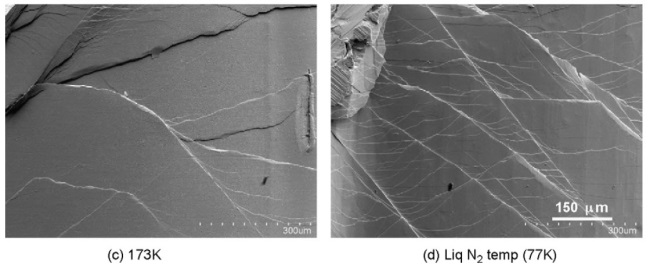 300um
150 µm
300um
(c) 173K
(d) Liq N₂ temp (77K)